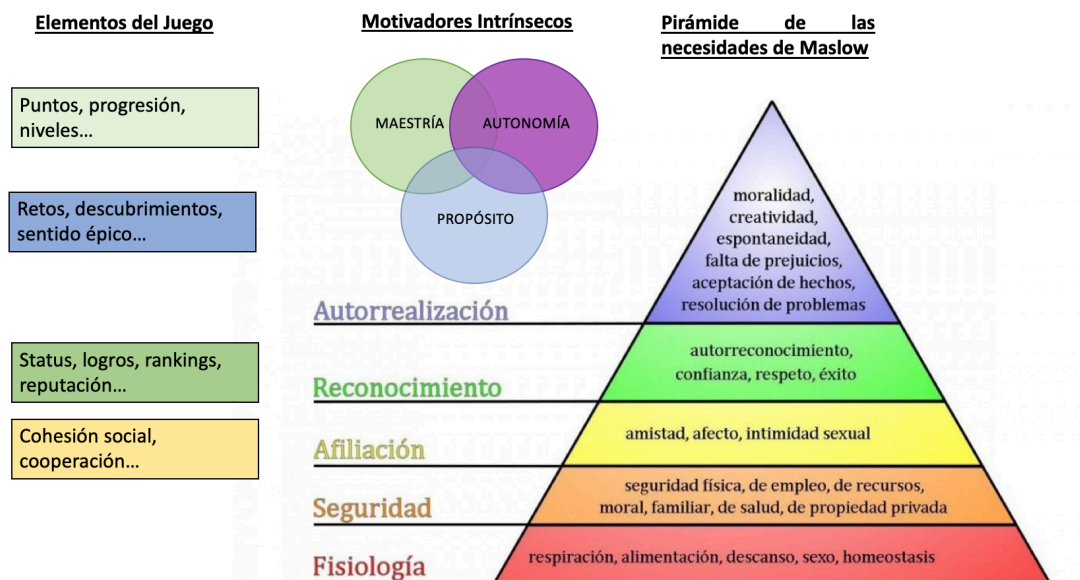 Elementos del Juego
Puntos, progresión,
niveles…
Retos, descubrimientos,
sentido épico…
Status, logros, rankings,
reputación…
Cohesión social,
cooperación…
Motivadores Intrínsecos
MAESTRÍA
AUTONOMÍA
PROPÓSITO
Pirámide de las
necesidades de Maslow
Autorrealización
moralidad,
creatividad,
espontaneidad,
falta de prejuicios,
aceptación de hechos,
resolución de problemas
Reconocimiento
autorreconocimiento,
confianza, respeto, éxito
Afiliación
amistad, afecto, intimidad sexual
Seguridad
seguridad física, de empleo, de recursos,
moral, familiar, de salud, de propiedad privada
Fisiología
respiración, alimentación, descanso, sexo, homeostasis